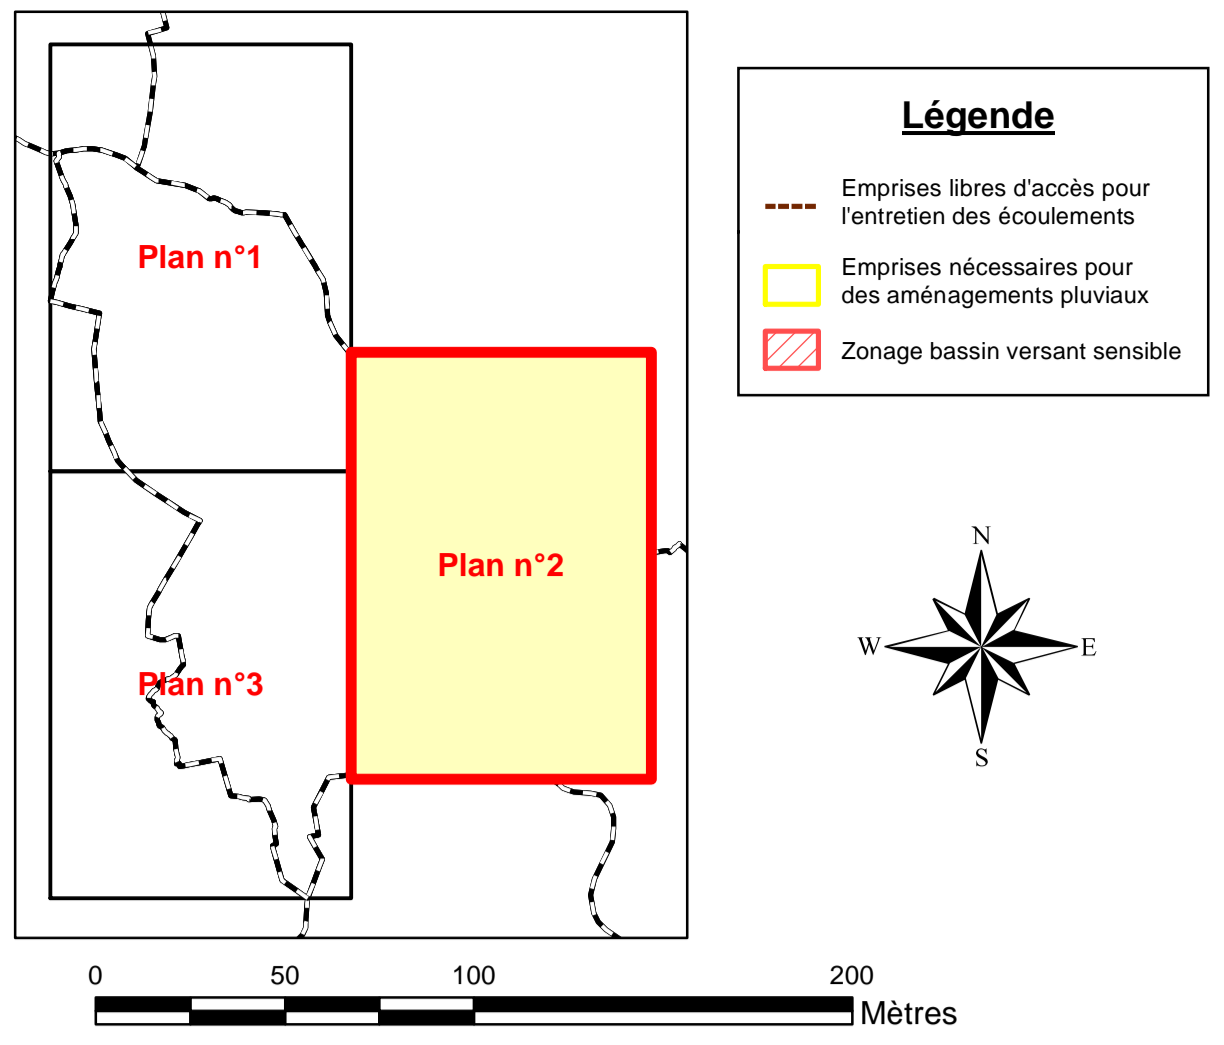 Plan n°1
Plan n°2
Plan n°3
Légende
Emprises libres d'accès pour
l'entretien des écoulements
Emprises nécessaires pour
des aménagements pluviaux
Zonage bassin versant sensible
N
W
E
S
0 50 100 200
Mètres